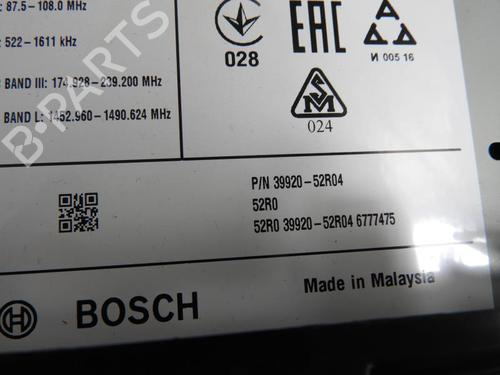 : 87.5-108.0 MHz
: 522-1611 kHz
BAND III: 174.928-239.200 MHz
BAND L: 1452.960-1490.624 MHz
028
EAC
И 005 16
SM
024
B-PARTS
P/N 39920-52R04
52R0
52R0 39920-52R04 6777475
BOSCH
Made in Malaysia